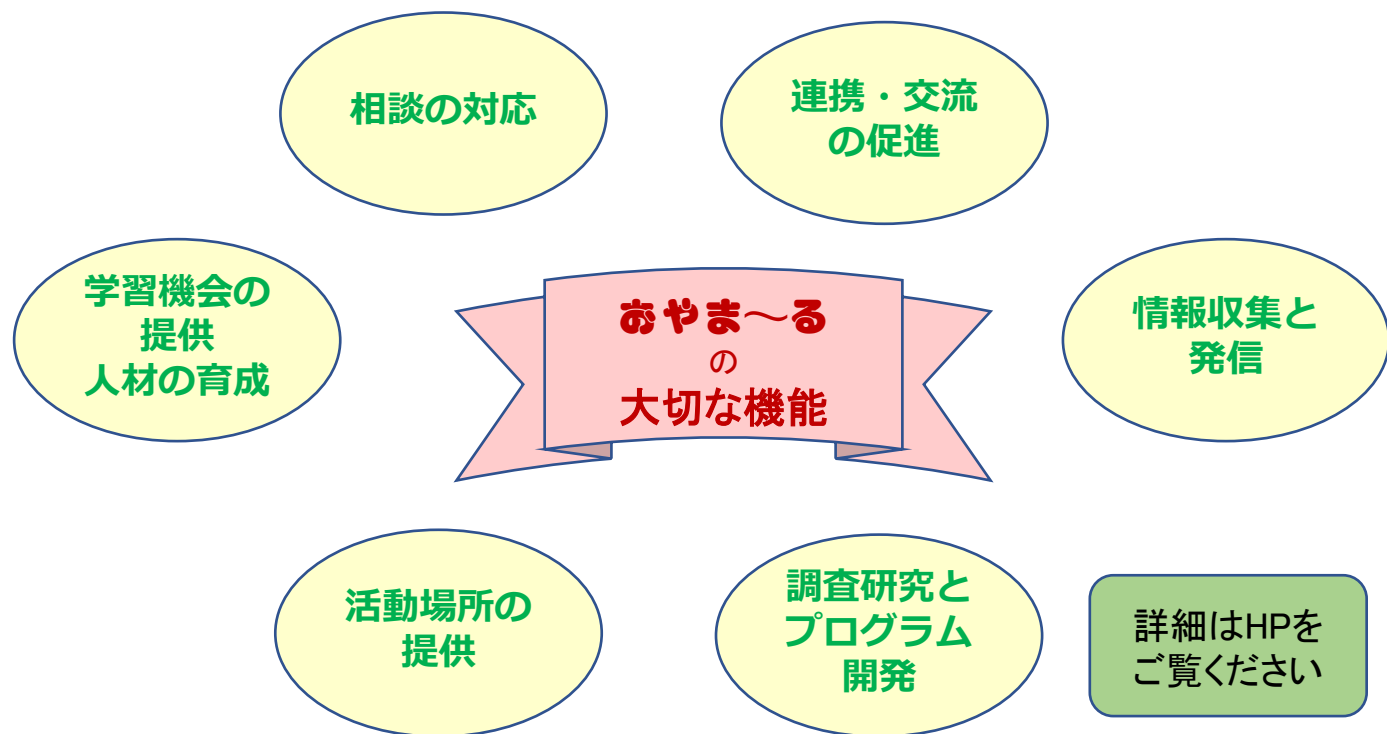 相談の対応
連携・交流
の促進
学習機会の
提供
人材の育成
おやま～る
の
大切な機能
情報収集と
発信
活動場所の
提供
調査研究と
プログラム
開発
詳細はHPを
ご覧ください